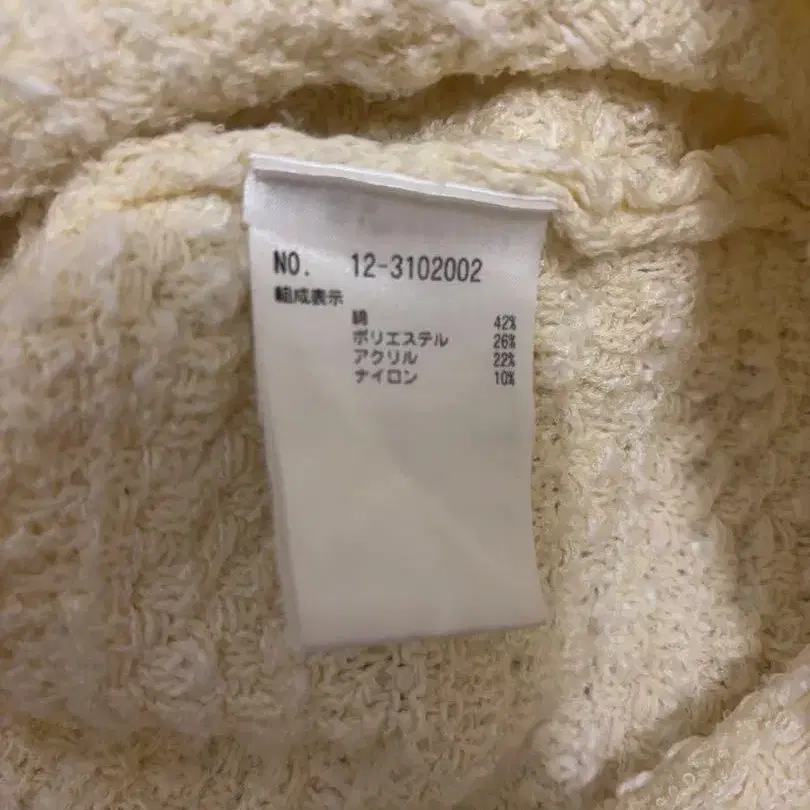 NO. 12-3102002
組成表示
綿 42%
ポリエステル 26%
アクリル 22%
ナイロン 10%